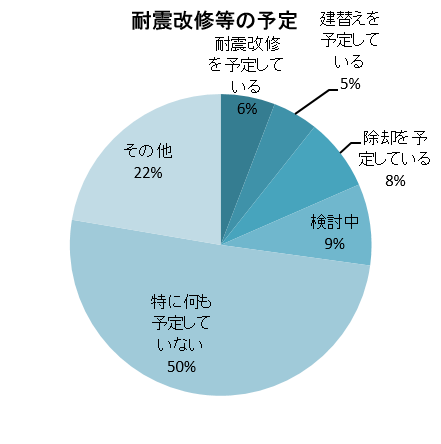 耐震改修等の予定
耐震改修
を予定して
いる
6%
建替えを
予定して
いる
5%
除却を予
定している
8%
検討中
9%
特に何も
予定して
いない
50%
その他
22%